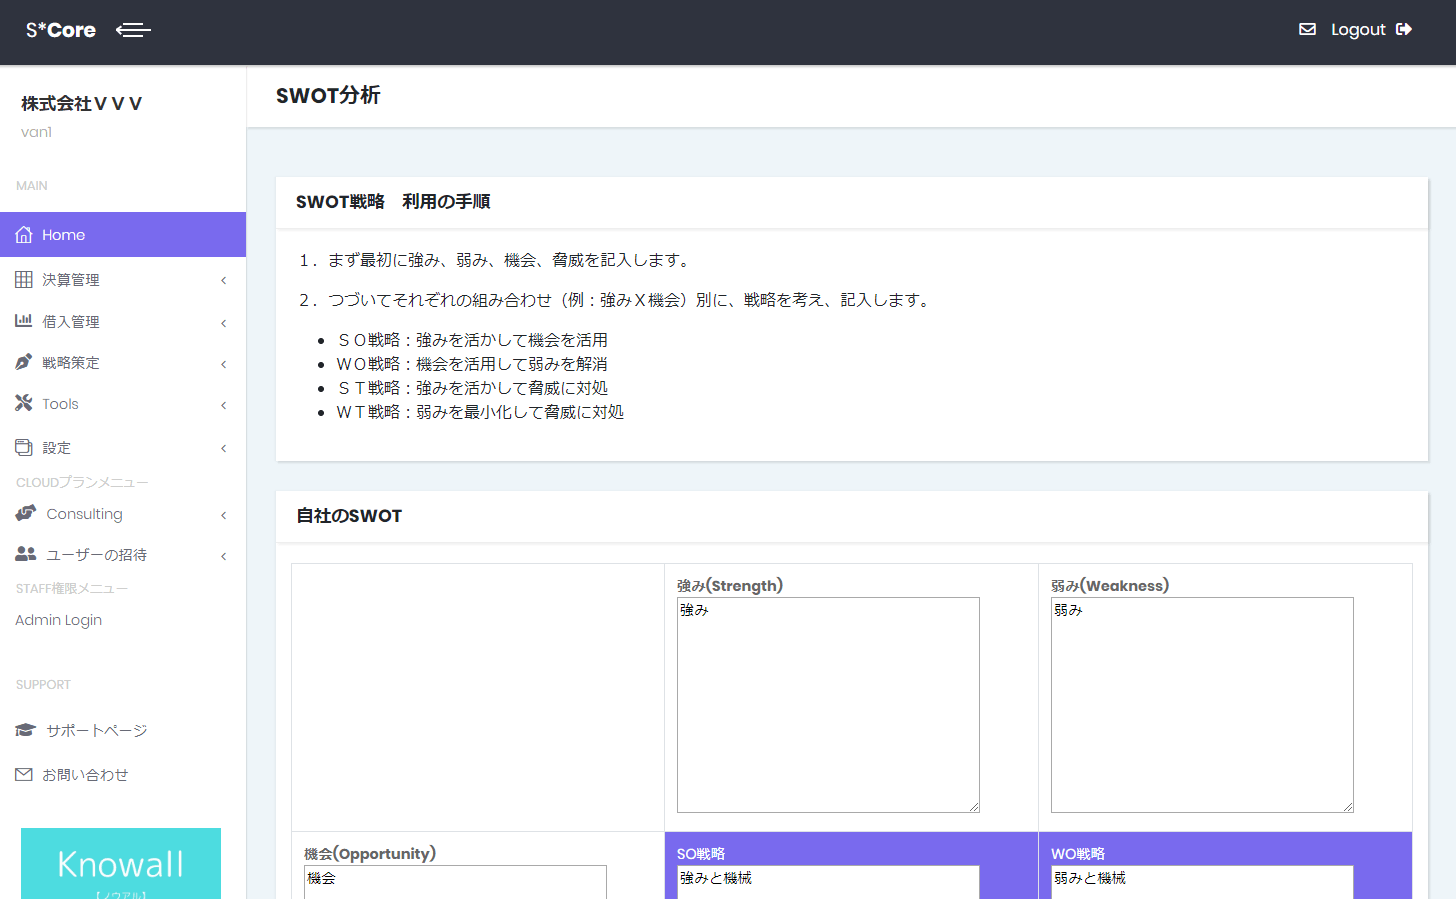 S*Core
Logout
株式会社ＶＶＶ
van1
MAIN
Home
決算管理
借入管理
戦略策定
Tools
設定
CLOUDプランメニュー
Consulting
ユーザーの招待
STAFF権限メニュー
Admin Login
SUPPORT
サポートページ
お問い合わせ
Knowall
【ノウアル】
SWOT分析
SWOT戦略　利用の手順
１．まず最初に強み、弱み、機会、脅威を記入します。
２．つづいてそれぞれの組み合わせ（例：強みＸ機会）別に、戦略を考え、記入します。
ＳＯ戦略：強みを活かして機会を活用
ＷＯ戦略：機会を活用して弱みを解消
ＳＴ戦略：強みを活かして脅威に対処
ＷＴ戦略：弱みを最小化して脅威に対処
自社のSWOT
強み(Strength)
強み
弱み(Weakness)
弱み
機会(Opportunity)
機会
SO戦略
強みと機械
WO戦略
弱みと機械